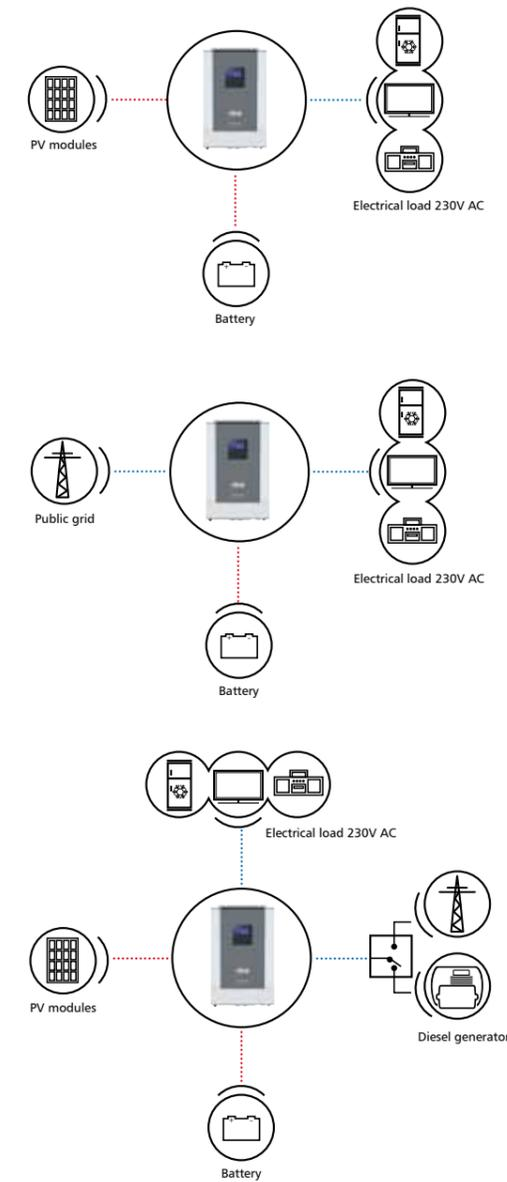 PV modules
Electrical load 230V AC
Battery
Public grid
Electrical load 230V AC
Battery
Electrical load 230V AC
PV modules
Diesel generator
Battery